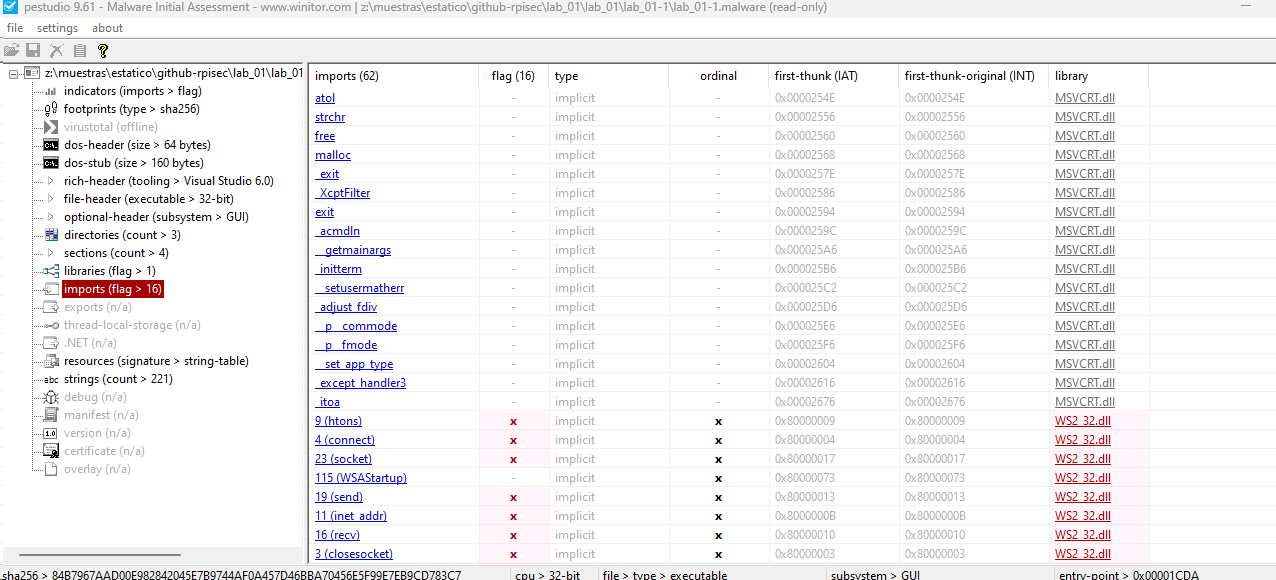 pestudio 9.61 - Malware Initial Assessment - www.winitor.com | z:\muestras\estatico\github-rpisec\lab_01\lab_01\lab_01-1\lab_01-1.malware (read-only)
file settings about
z:\muestras\estatico\github-rpisec\lab_01\lab_01
indicators (imports > flag)
footprints (type > sha256)
virustotal (offline)
dos-header (size > 64 bytes)
dos-stub (size > 160 bytes)
rich-header (tooling > Visual Studio 6.0)
file-header (executable > 32-bit)
optional-header (subsystem > GUI)
directories (count > 3)
sections (count > 4)
libraries (flag > 1)
imports (flag > 16)
exports (n/a)
thread-local-storage (n/a)
.NET (n/a)
resources (signature > string-table)
abc strings (count > 221)
debug (n/a)
manifest (n/a)
1.0 version (n/a)
certificate (n/a)
overlay (n/a)
imports (62) flag (16) type ordinal first-thunk (IAT) first-thunk-original (INT) library
atol - implicit - 0x0000254E 0x0000254E MSVCRT.dll
strchr - implicit - 0x00002556 0x00002556 MSVCRT.dll
free - implicit - 0x00002560 0x00002560 MSVCRT.dll
malloc - implicit - 0x00002568 0x00002568 MSVCRT.dll
_exit - implicit - 0x0000257E 0x0000257E MSVCRT.dll
_XcptFilter - implicit - 0x00002586 0x00002586 MSVCRT.dll
exit - implicit - 0x00002594 0x00002594 MSVCRT.dll
_acmdln - implicit - 0x0000259C 0x0000259C MSVCRT.dll
__getmainargs - implicit - 0x000025A6 0x000025A6 MSVCRT.dll
_initterm - implicit - 0x000025B6 0x000025B6 MSVCRT.dll
__setusermatherr - implicit - 0x000025C2 0x000025C2 MSVCRT.dll
_adjust_fdiv - implicit - 0x000025D6 0x000025D6 MSVCRT.dll
__p__commode - implicit - 0x000025E6 0x000025E6 MSVCRT.dll
__p__fmode - implicit - 0x000025F6 0x000025F6 MSVCRT.dll
__set_app_type - implicit - 0x00002604 0x00002604 MSVCRT.dll
_except_handler3 - implicit - 0x00002616 0x00002616 MSVCRT.dll
_itoa - implicit - 0x00002676 0x00002676 MSVCRT.dll
9 (htons) x implicit x 0x80000009 0x80000009 WS2_32.dll
4 (connect) x implicit x 0x80000004 0x80000004 WS2_32.dll
23 (socket) x implicit x 0x80000017 0x80000017 WS2_32.dll
115 (WSAStartup) - implicit x 0x80000073 0x80000073 WS2_32.dll
19 (send) x implicit x 0x80000013 0x80000013 WS2_32.dll
11 (inet_addr) x implicit x 0x8000000B 0x8000000B WS2_32.dll
16 (recv) x implicit x 0x80000010 0x80000010 WS2_32.dll
3 (closesocket) x implicit x 0x80000003 0x80000003 WS2_32.dll
sha256 > 84B7967AAD00E982842045E7B9744AF0A457D46BBA70456E5F99E7EB9CD783C7 cpu > 32-bit file > type > executable subsystem > GUI entry-point > 0x00001CDA